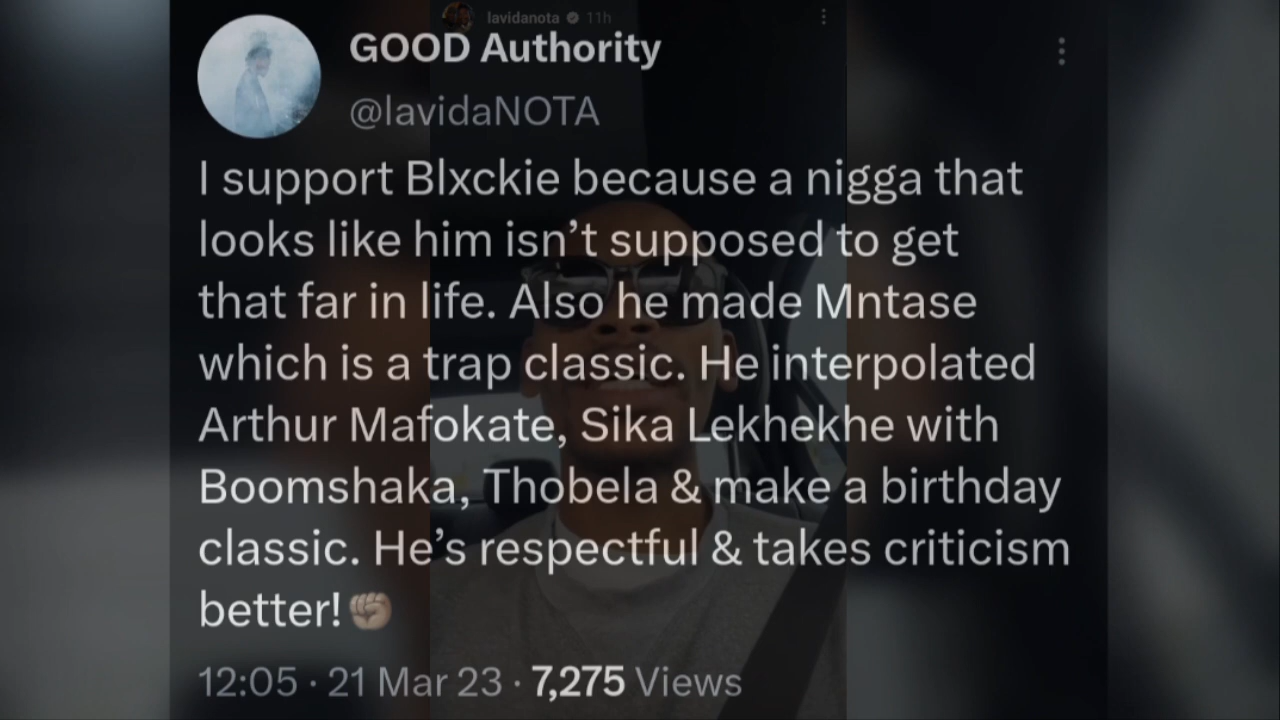 lavidanota 11h
GOOD Authority
@lavidaNOTA
I support Blxckie because a nigga that
looks like him isn't supposed to get
that far in life. Also he made Mntase
which is a trap classic. He interpolated
Arthur Mafokate, Sika Lekhekhe with
Boomshaka, Thobela & make a birthday
classic. He's respectful & takes criticism
better!✊🏽
12:05 · 21 Mar 23 · 7,275 Views